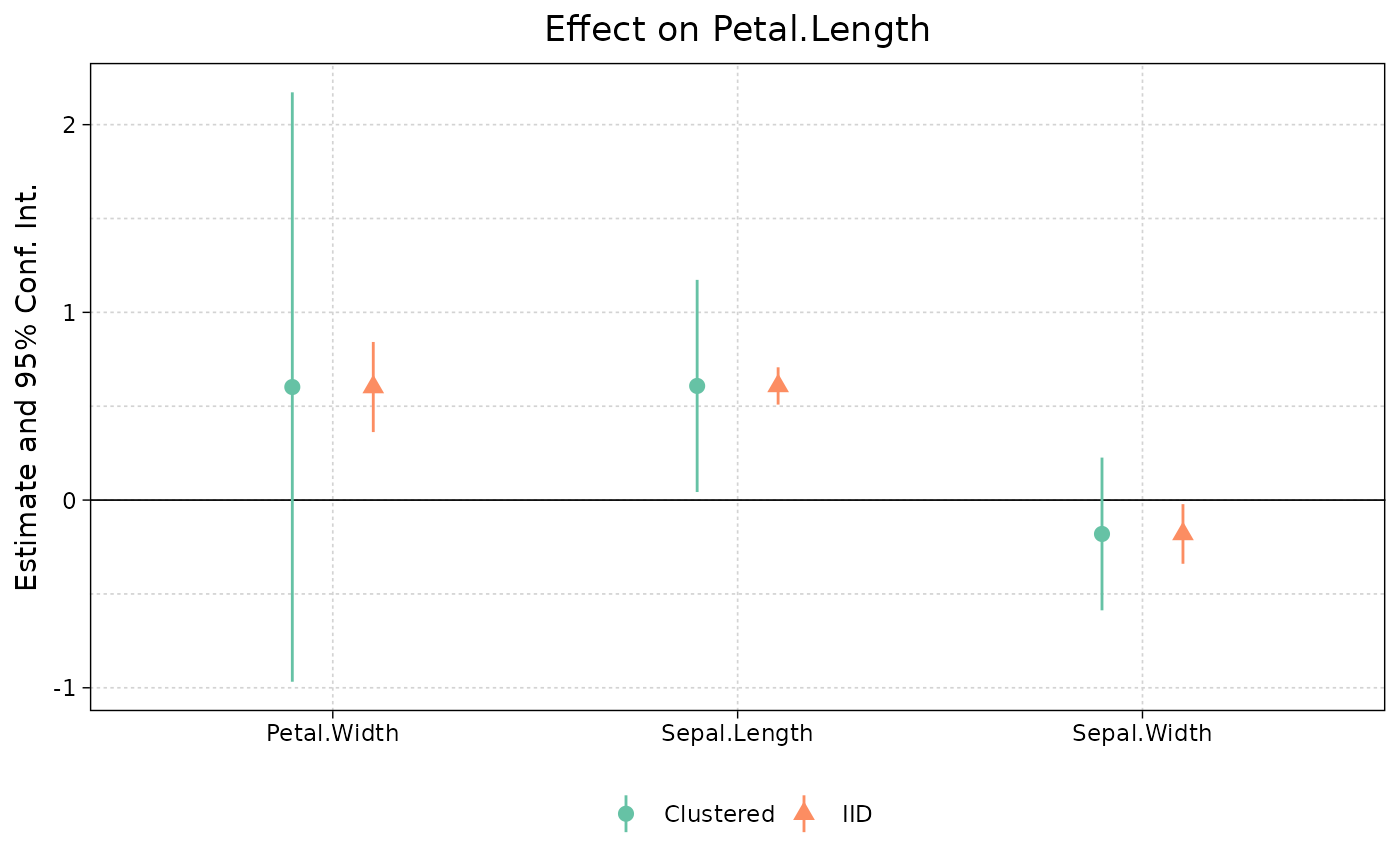 Effect on Petal.Length
Estimate and 95% Conf. Int.
2
1
0
-1
Petal.Width Sepal.Length Sepal.Width
Clustered IID